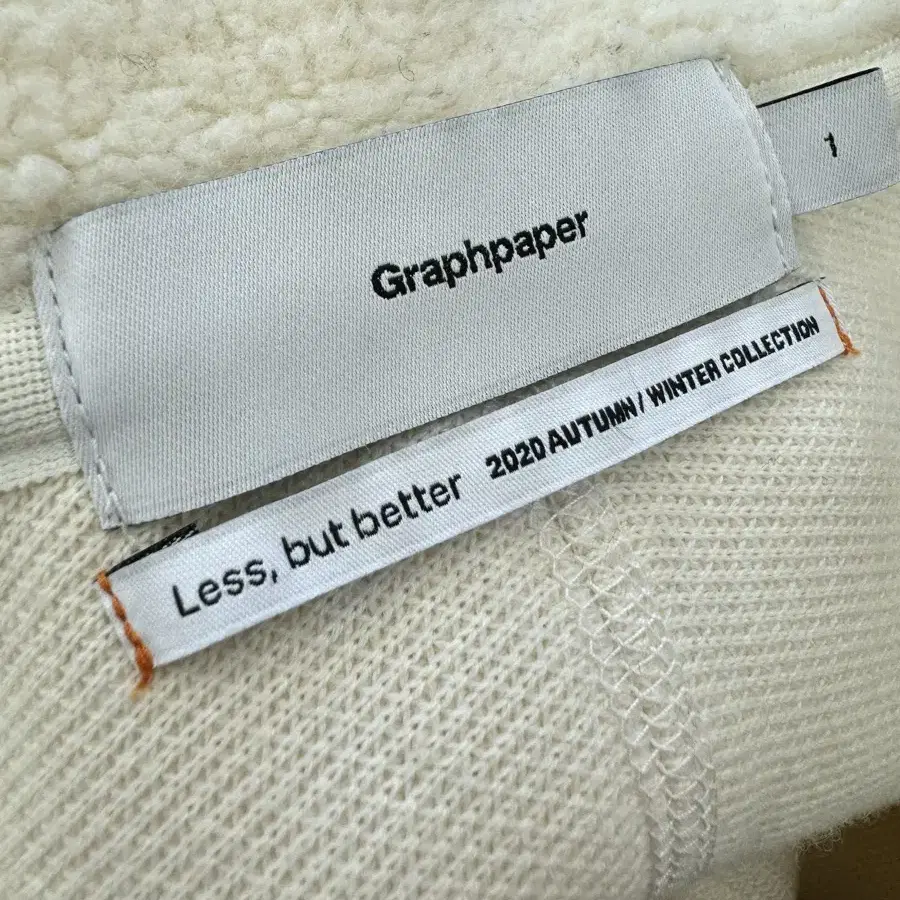 Graphpaper
1
Less, but better 2020 AUTUMN/WINTER COLLECTION